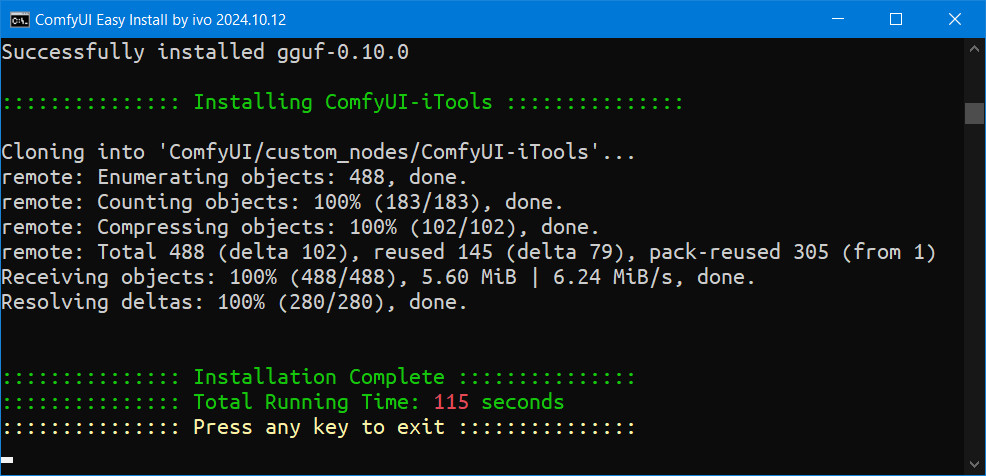 ComfyUI Easy Install by ivo 2024.10.12
Successfully installed gguf-0.10.0
::::::::::::::: Installing ComfyUI-iTools :::::::::::::::
Cloning into 'ComfyUI/custom_nodes/ComfyUI-iTools'...
remote: Enumerating objects: 488, done.
remote: Counting objects: 100% (183/183), done.
remote: Compressing objects: 100% (102/102), done.
remote: Total 488 (delta 102), reused 145 (delta 79), pack-reused 305 (from 1)
Receiving objects: 100% (488/488), 5.60 MiB | 6.24 MiB/s, done.
Resolving deltas: 100% (280/280), done.
::::::::::::::: Installation Complete :::::::::::::::
::::::::::::::: Total Running Time: 115 seconds
::::::::::::::: Press any key to exit :::::::::::::::